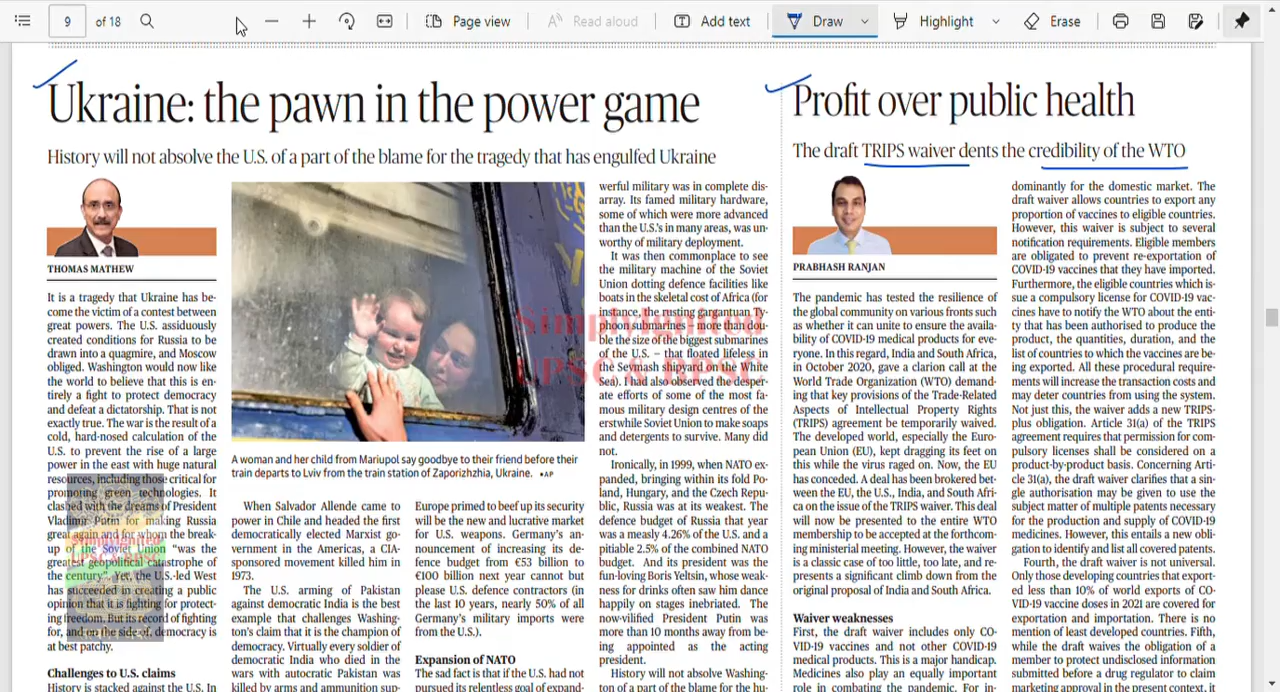 9 of 18 Page view Read aloud Add text Draw Highlight Erase
Ukraine: the pawn in the power game
History will not absolve the U.S. of a part of the blame for the tragedy that has engulfed Ukraine
THOMAS MATHEW
It is a tragedy that Ukraine has be-
come the victim of a contest between
great powers. The U.S. assiduously
created conditions for Russia to be
drawn into a quagmire, and Moscow
obliged. Washington would now like
the world to believe that this is en-
tirely a fight to protect democracy
and defeat a dictatorship. That is not
exactly true. The war is the result of a
cold, hard-nosed calculation of the
U.S. to prevent the rise of a large
power in the east with huge natural
resources, including those critical for
promoting green technologies. It
clashed with the dreams of President
Vladimir Putin for making Russia
great again and for whom the break-
up of the Soviet Union "was the
greatest geopolitical catastrophe of
the century". Yet, the U.S.-led West
has succeeded in creating a public
opinion that it is fighting for protect-
ing freedom. But its record of fighting
for, and on the side of, democracy is
at best patchy.
Challenges to U.S. claims
History is stacked against the U.S. In
A woman and her child from Mariupol say goodbye to their friend before their
train departs to Lviv from the train station of Zaporizhzhia, Ukraine. •AP
When Salvador Allende came to
power in Chile and headed the first
democratically elected Marxist go-
vernment in the Americas, a CIA-
sponsored movement killed him in
1973.
The U.S. arming of Pakistan
against democratic India is the best
example that challenges Washing-
ton's claim that it is the champion of
democracy. Virtually every soldier of
democratic India who died in the
wars with autocratic Pakistan was
killed by arms and ammunition sup-
Europe primed to beef up its security
will be the new and lucrative market
for U.S. weapons. Germany's an-
nouncement of increasing its de-
fence budget from €53 billion to
€100 billion next year cannot but
please U.S. defence contractors (in
the last 10 years, nearly 50% of all
Germany's military imports were
from the U.S.).
Expansion of NATO
The sad fact is that if the U.S. had not
pursued its relentless goal of expand-
werful military was in complete dis-
array. Its famed military hardware,
some of which were more advanced
than the U.S.'s in many areas, was un-
worthy of military deployment.
It was then commonplace to see
the military machine of the Soviet
Union dotting defence facilities like
boats in the skeletal cost of Africa (for
instance, the rusting gargantuan Ty-
phoon submarines – more than dou-
ble the size of the biggest submarines
of the U.S. – that floated lifeless in
the Sevmash shipyard on the White
Sea). I had also observed the desper-
ate efforts of some of the most fa-
mous military design centres of the
erstwhile Soviet Union to make soaps
and detergents to survive. Many did
not.
Ironically, in 1999, when NATO ex-
panded, bringing within its fold Po-
land, Hungary, and the Czech Repu-
blic, Russia was at its weakest. The
defence budget of Russia that year
was a measly 4.26% of the U.S. and a
pitiable 2.5% of the combined NATO
budget. And its president was the
fun-loving Boris Yeltsin, whose weak-
ness for drinks often saw him dance
happily on stages inebriated. The
now-vilified President Putin was
more than 10 months away from be-
ing appointed as the acting
president.
History will not absolve Washing-
ton of a part of the blame for the hu-
Simplyignited
UPSC & PPSC
Profit over public health
The draft TRIPS waiver dents the credibility of the WTO
PRABHASH RANJAN
The pandemic has tested the resilience of
the global community on various fronts such
as whether it can unite to ensure the availa-
bility of COVID-19 medical products for eve-
ryone. In this regard, India and South Africa,
in October 2020, gave a clarion call at the
World Trade Organization (WTO) demand-
ing that key provisions of the Trade-Related
Aspects of Intellectual Property Rights
(TRIPS) agreement be temporarily waived.
The developed world, especially the Euro-
pean Union (EU), kept dragging its feet on
this while the virus raged on. Now, the EU
has conceded. A deal has been brokered bet-
ween the EU, the U.S., India, and South Afri-
ca on the issue of the TRIPS waiver. This deal
will now be presented to the entire WTO
membership to be accepted at the forthcom-
ing ministerial meeting. However, the waiver
is a classic case of too little, too late, and re-
presents a significant climb down from the
original proposal of India and South Africa.
Waiver weaknesses
First, the draft waiver includes only CO-
VID-19 vaccines and not other COVID-19
medical products. This is a major handicap.
Medicines also play an equally important
role in combating the pandemic. For in-
dominantly for the domestic market. The
draft waiver allows countries to export any
proportion of vaccines to eligible countries.
However, this waiver is subject to several
notification requirements. Eligible members
are obligated to prevent re-exportation of
COVID-19 vaccines that they have imported.
Furthermore, the eligible countries which is-
sue a compulsory license for COVID-19 vac-
cines have to notify the WTO about the enti-
ty that has been authorised to produce the
product, the quantities, duration, and the
list of countries to which the vaccines are be-
ing exported. All these procedural require-
ments will increase the transaction costs and
may deter countries from using the system.
Not just this, the waiver adds a new TRIPS-
plus obligation. Article 31(a) of the TRIPS
agreement requires that permission for com-
pulsory licenses shall be considered on a
product-by-product basis. Concerning Arti-
cle 31(a), the draft waiver clarifies that a sin-
gle authorisation may be given to use the
subject matter of multiple patents necessary
for the production and supply of COVID-19
medicines. However, this entails a new obli-
gation to identify and list all covered patents.
Fourth, the draft waiver is not universal.
Only those developing countries that export-
ed less than 10% of world exports of CO-
VID-19 vaccine doses in 2021 are covered for
exportation and importation. There is no
mention of least developed countries. Fifth,
while the draft waives the obligation of a
member to protect undisclosed information
submitted before a drug regulator to claim
marketing approval in the present context, it